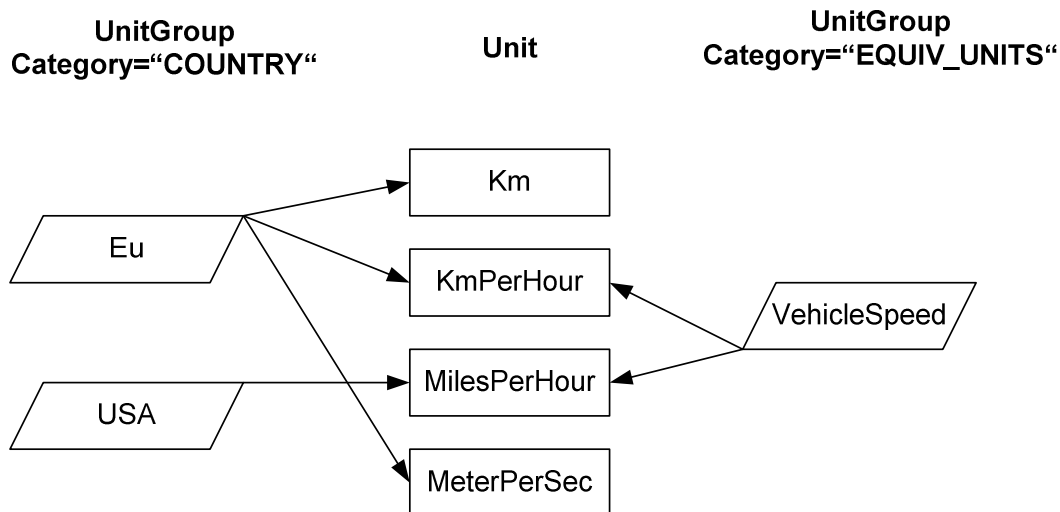 UnitGroup
Category=“COUNTRY“
Unit
UnitGroup
Category=“EQUIV_UNITS“
Km
Eu
KmPerHour
VehicleSpeed
MilesPerHour
USA
MeterPerSec